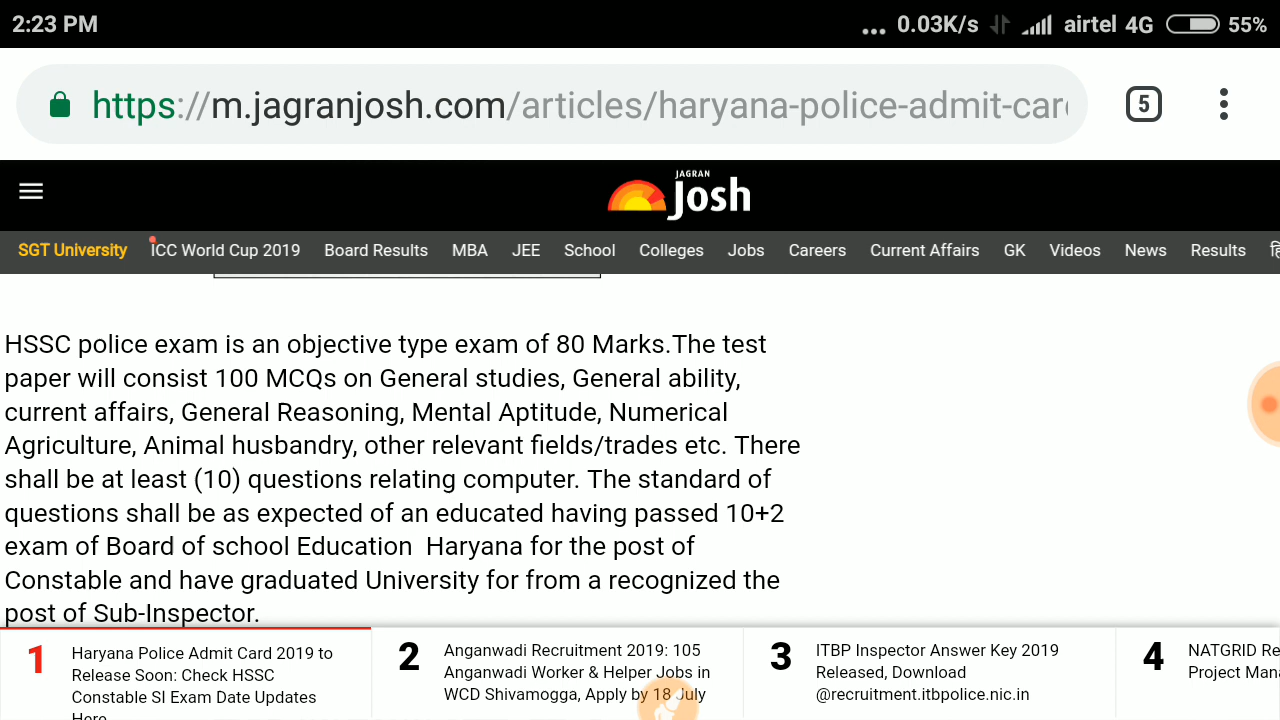 2:23 PM
... 0.03K/s airtel 4G 55%
https://m.jagranjosh.com/articles/haryana-police-admit-car
5
JAGRAN
Josh
SGT University ICC World Cup 2019 Board Results MBA JEE School Colleges Jobs Careers Current Affairs GK Videos News Results
HSSC police exam is an objective type exam of 80 Marks.The test
paper will consist 100 MCQs on General studies, General ability,
current affairs, General Reasoning, Mental Aptitude, Numerical
Agriculture, Animal husbandry, other relevant fields/trades etc. There
shall be at least (10) questions relating computer. The standard of
questions shall be as expected of an educated having passed 10+2
exam of Board of school Education  Haryana for the post of
Constable and have graduated University for from a recognized the
post of Sub-Inspector.
1
Haryana Police Admit Card 2019 to
Release Soon: Check HSSC
Constable SI Exam Date Updates
Here
2
Anganwadi Recruitment 2019: 105
Anganwadi Worker & Helper Jobs in
WCD Shivamogga, Apply by 18 July
3
ITBP Inspector Answer Key 2019
Released, Download
@recruitment.itbpolice.nic.in
4
NATGRID Re
Project Man